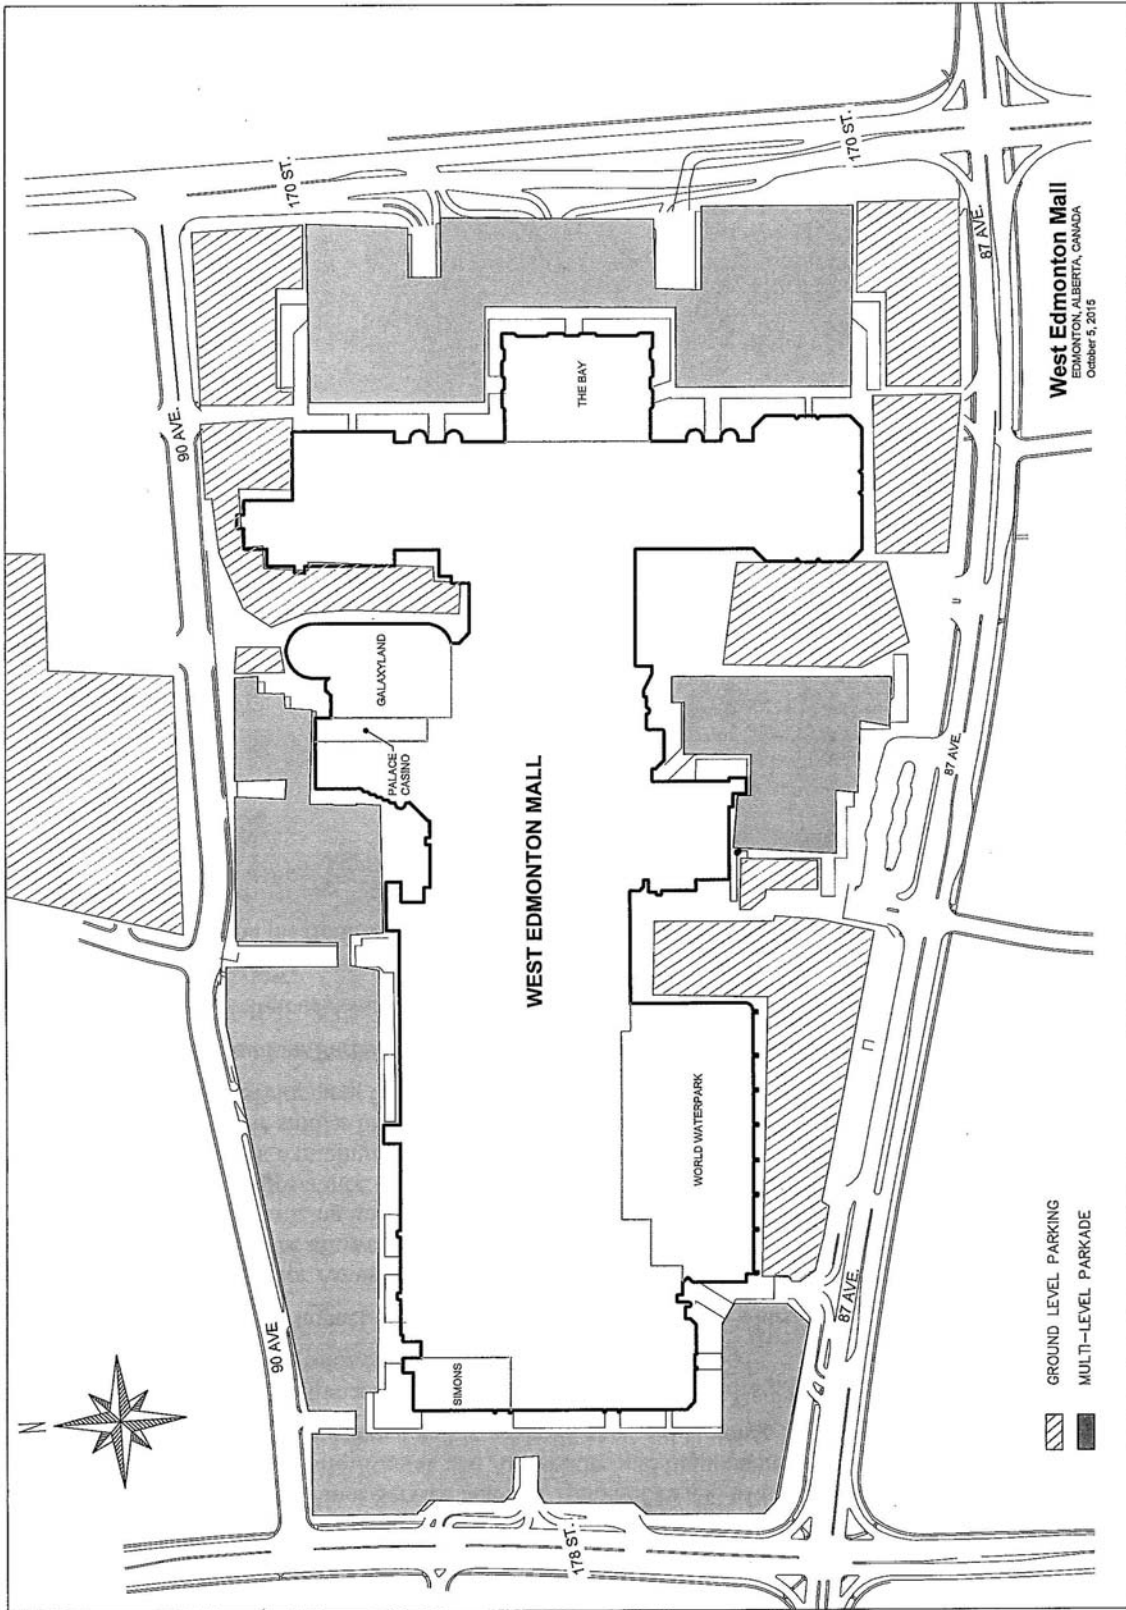 N
90 AVE
90 AVE.
170 ST.
170 ST.
178 ST.
SIMONS
PALACE
CASINO
GALAXYLAND
THE BAY
WEST EDMONTON MALL
WORLD WATERPARK
87 AVE.
87 AVE.
87 AVE.
GROUND LEVEL PARKING
MULTI-LEVEL PARKADE
West Edmonton Mall
EDMONTON, ALBERTA, CANADA
October 5, 2015